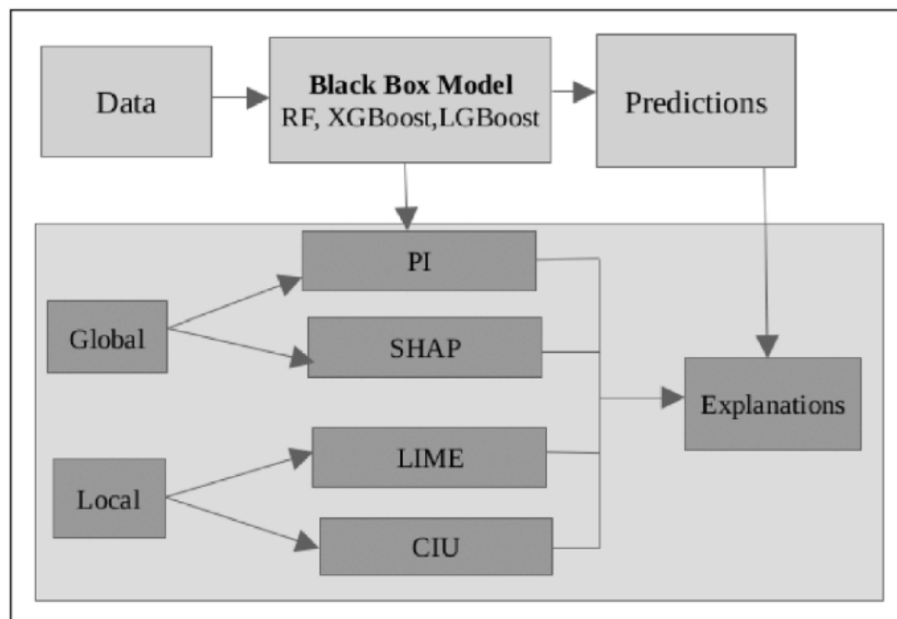 Data
Black Box Model
RF, XGBoost,LGBoost
Predictions
PI
Global
SHAP
Explanations
LIME
Local
CIU